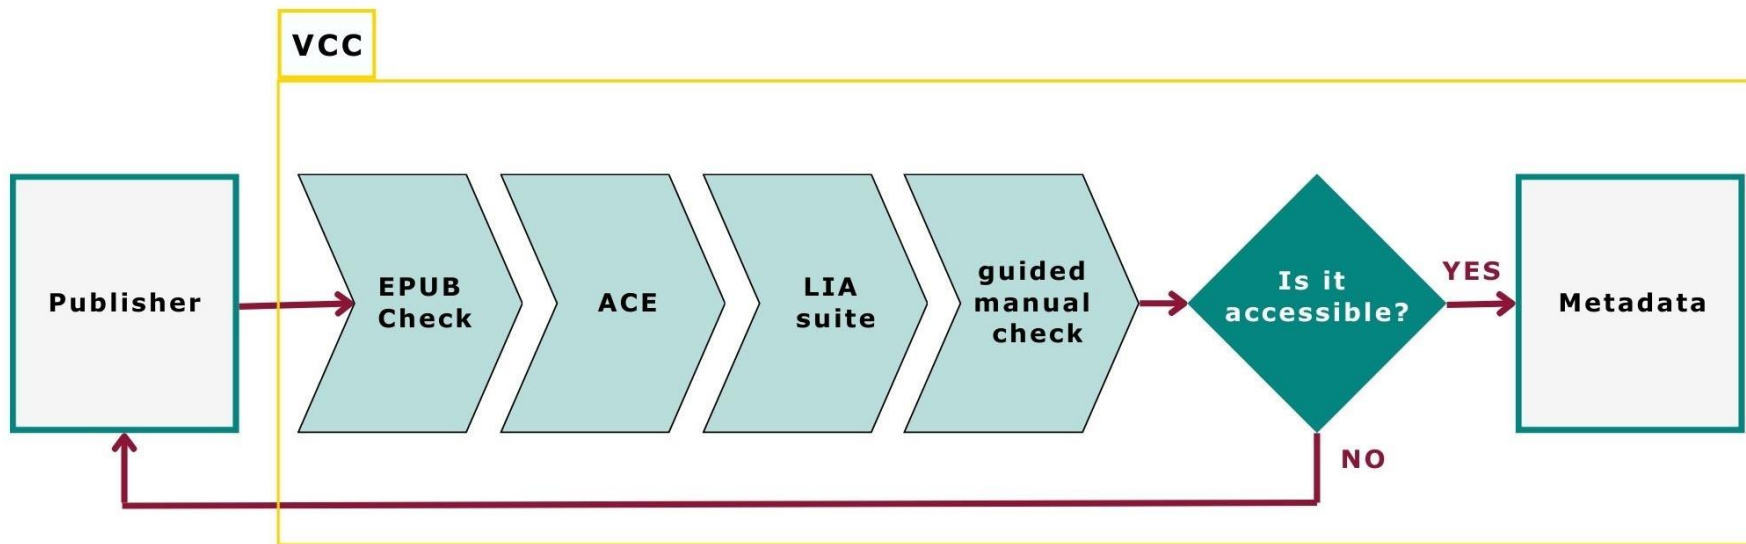 VCC
Publisher
EPUB
Check
ACE
LIA
suite
guided
manual
check
Is it
accessible?
YES
NO
Metadata